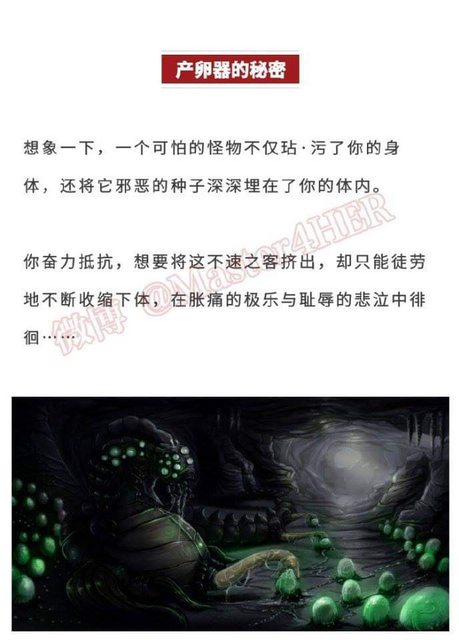 产卵器的秘密
想象一下，一个可怕的怪物不仅玷·污了你的身
体，还将它邪恶的种子深深埋在了你的体内。
你奋力抵抗，想要将这不速之客挤出，却只能徒劳
地不断收缩下体，在胀痛的极乐与耻辱的悲泣中徘
徊……
微博 @Master4HER